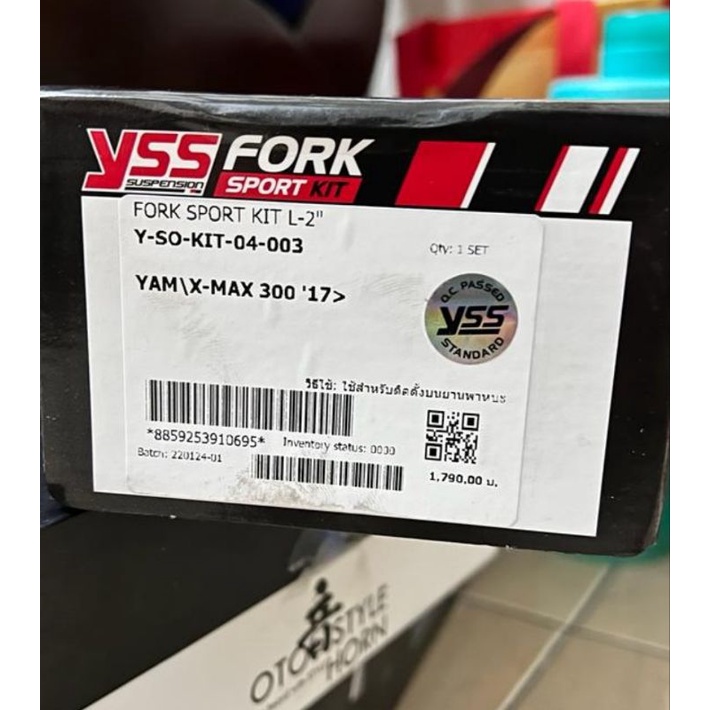 YSS FORK
SUSPENSION SPORT KIT
FORK SPORT KIT L-2"
Y-SO-KIT-04-003
Qty: 1 SET
YAM\X-MAX 300 '17>
Q.C. PASSED
YSS
STANDARD
วิธีใช้: ใช้สำหรับติดตั้งบนยานพาหนะ
*8859253910695*
Inventory status: 0000
Batch: 220124-01
1,790.00 บ.
OTO STYLE
HORN